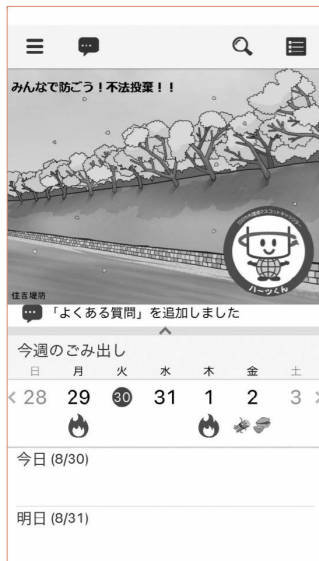 みんなで防ごう！不法投棄！！
住吉堤防
パーツくん
「よくある質問」を追加しました
今週のごみ出し
日 月 火 水 木 金 土
< 28 29 30 31 1 2 3 >
今日 (8/30)
明日 (8/31)